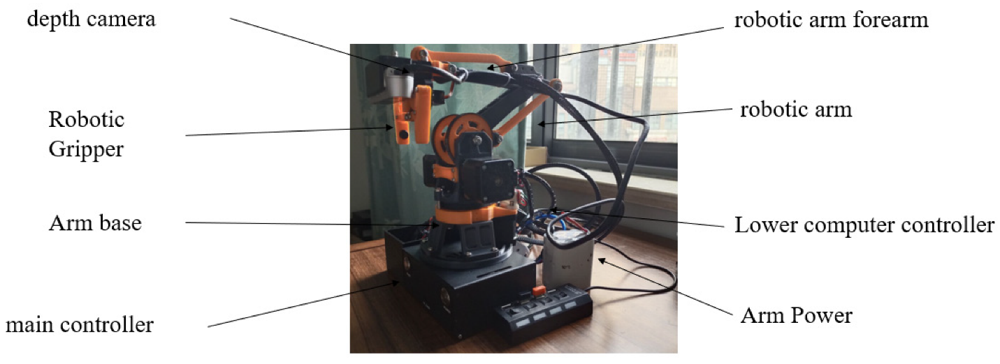 depth camera
robotic arm forearm
Robotic
Gripper
robotic arm
Arm base
Lower computer controller
main controller
Arm Power